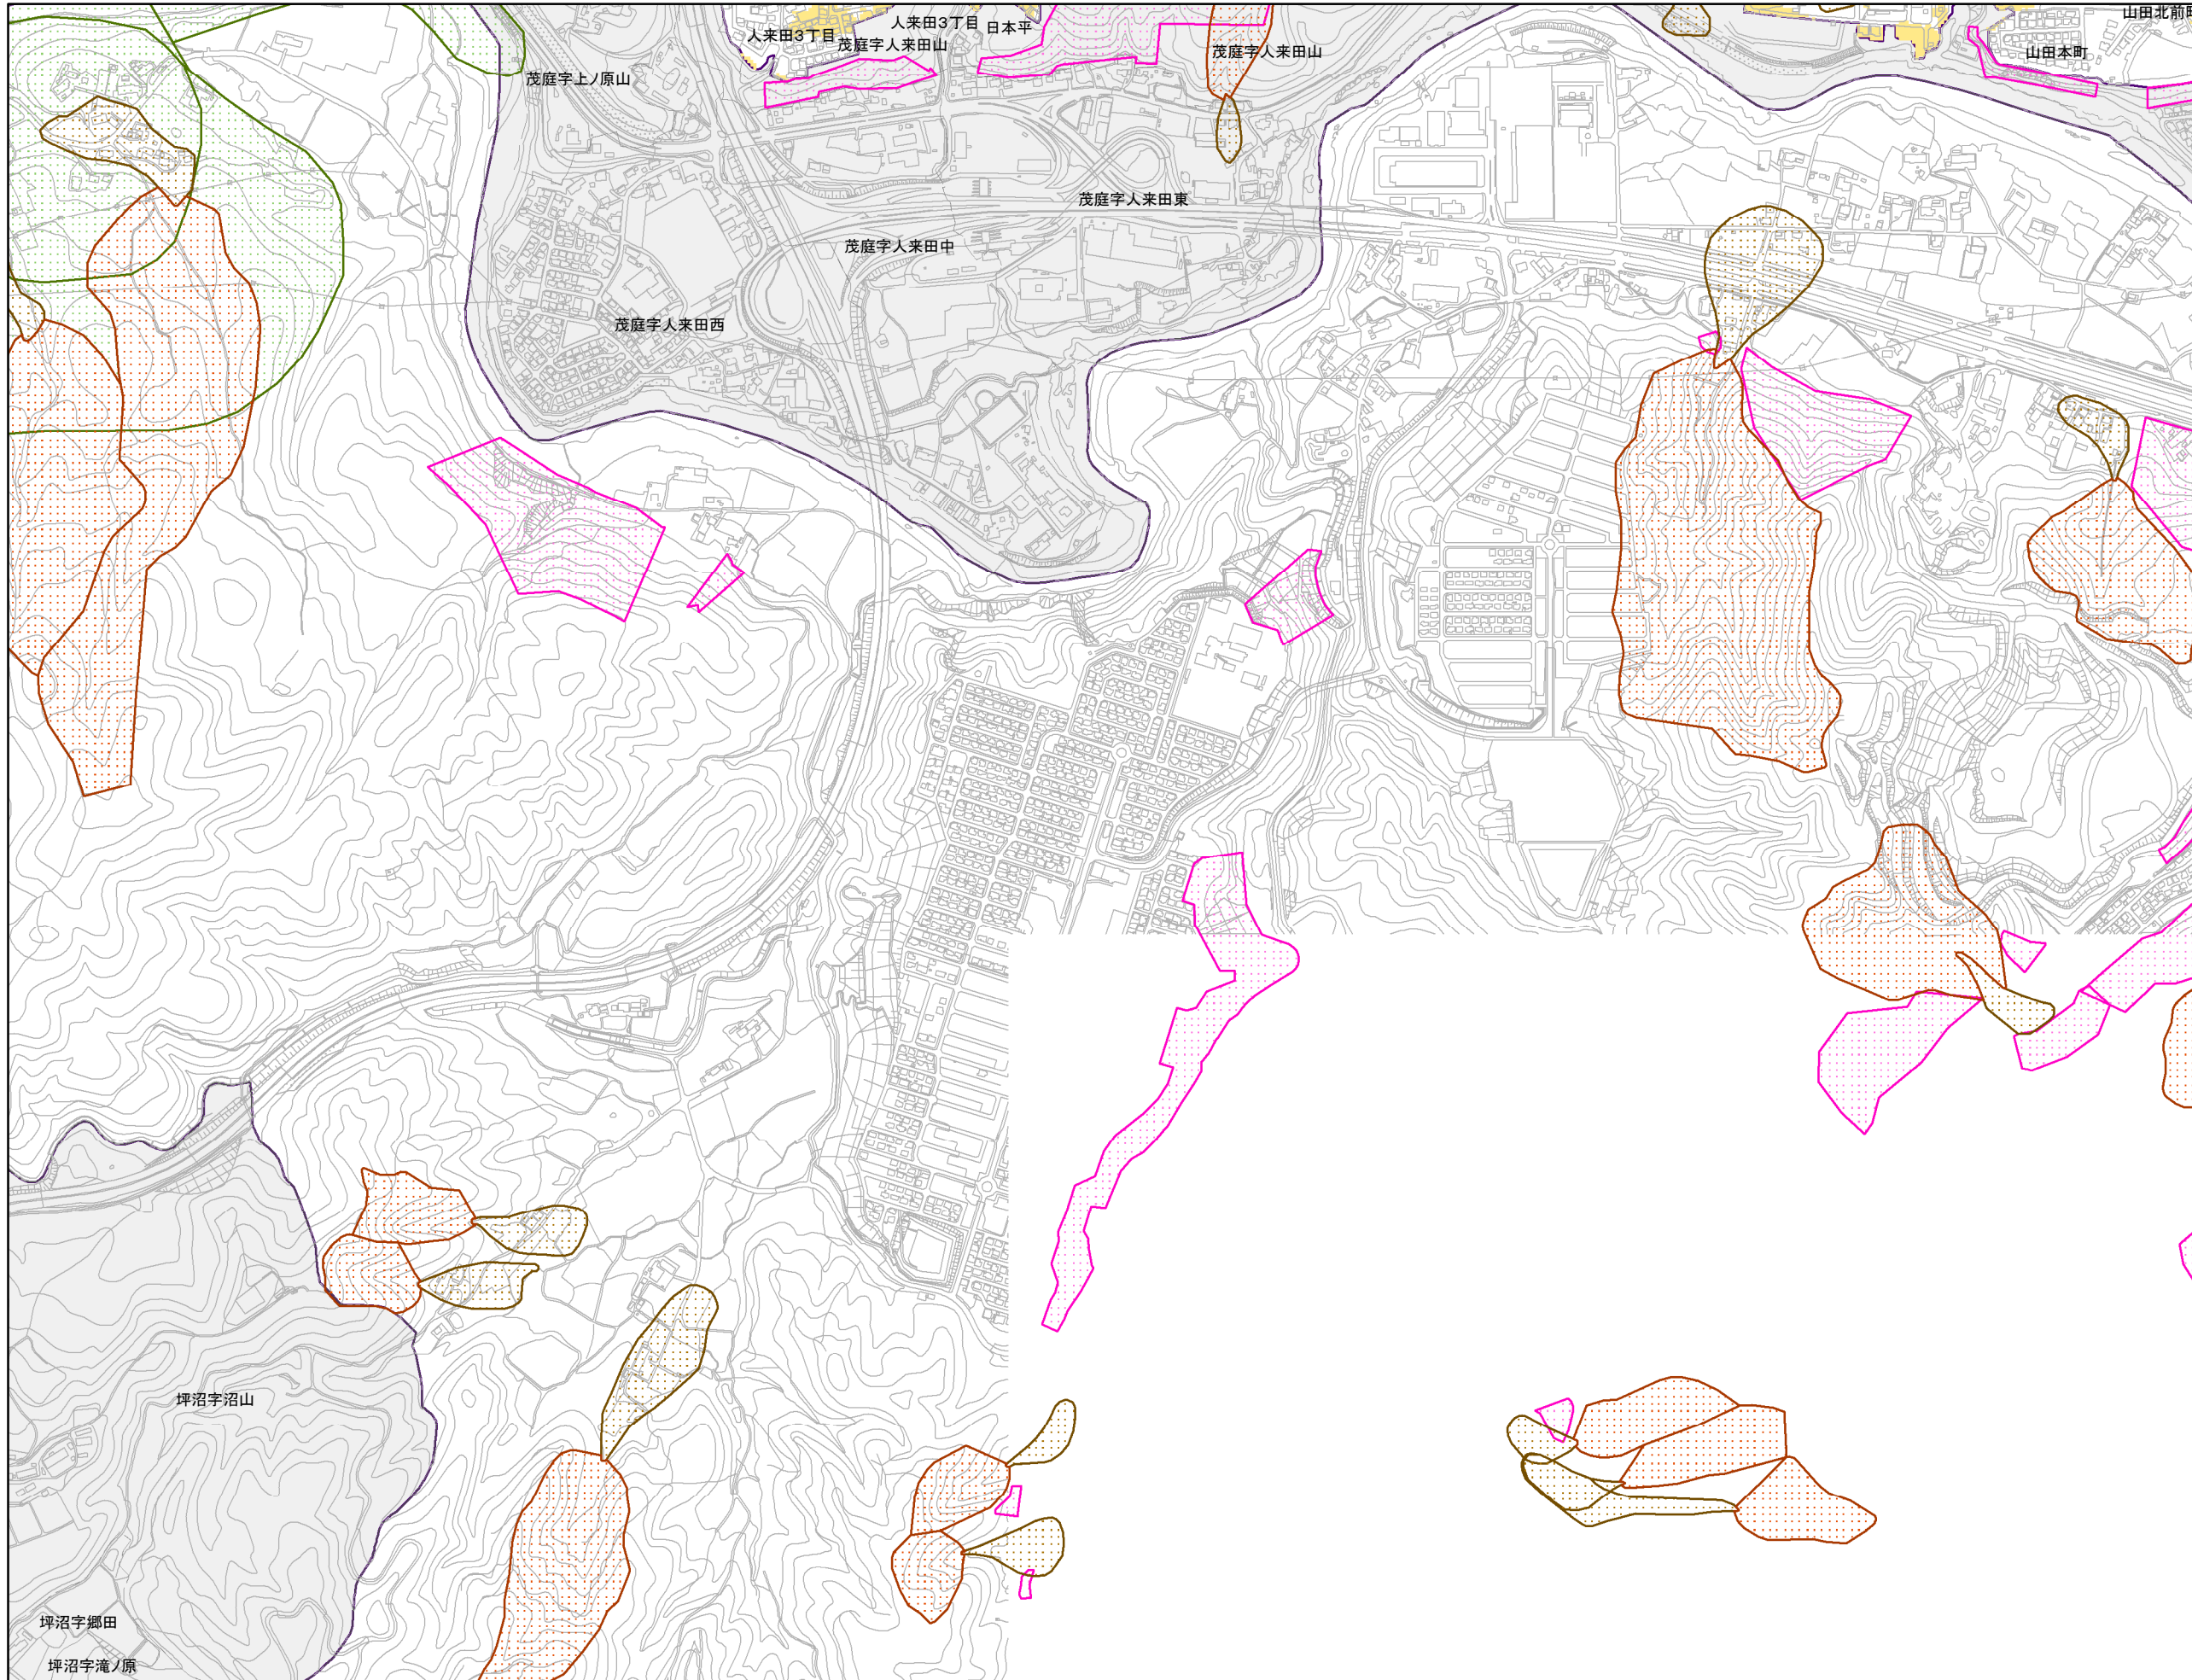 山田北前町
人来田3丁目
日本平
人来田3丁目
茂庭字人来田山
茂庭字人来田山
山田本町
茂庭字上ノ原山
茂庭字人来田東
茂庭字人来田中
茂庭字人来田西
坪沼字沼山
坪沼字郷田
坪沼字滝ノ原